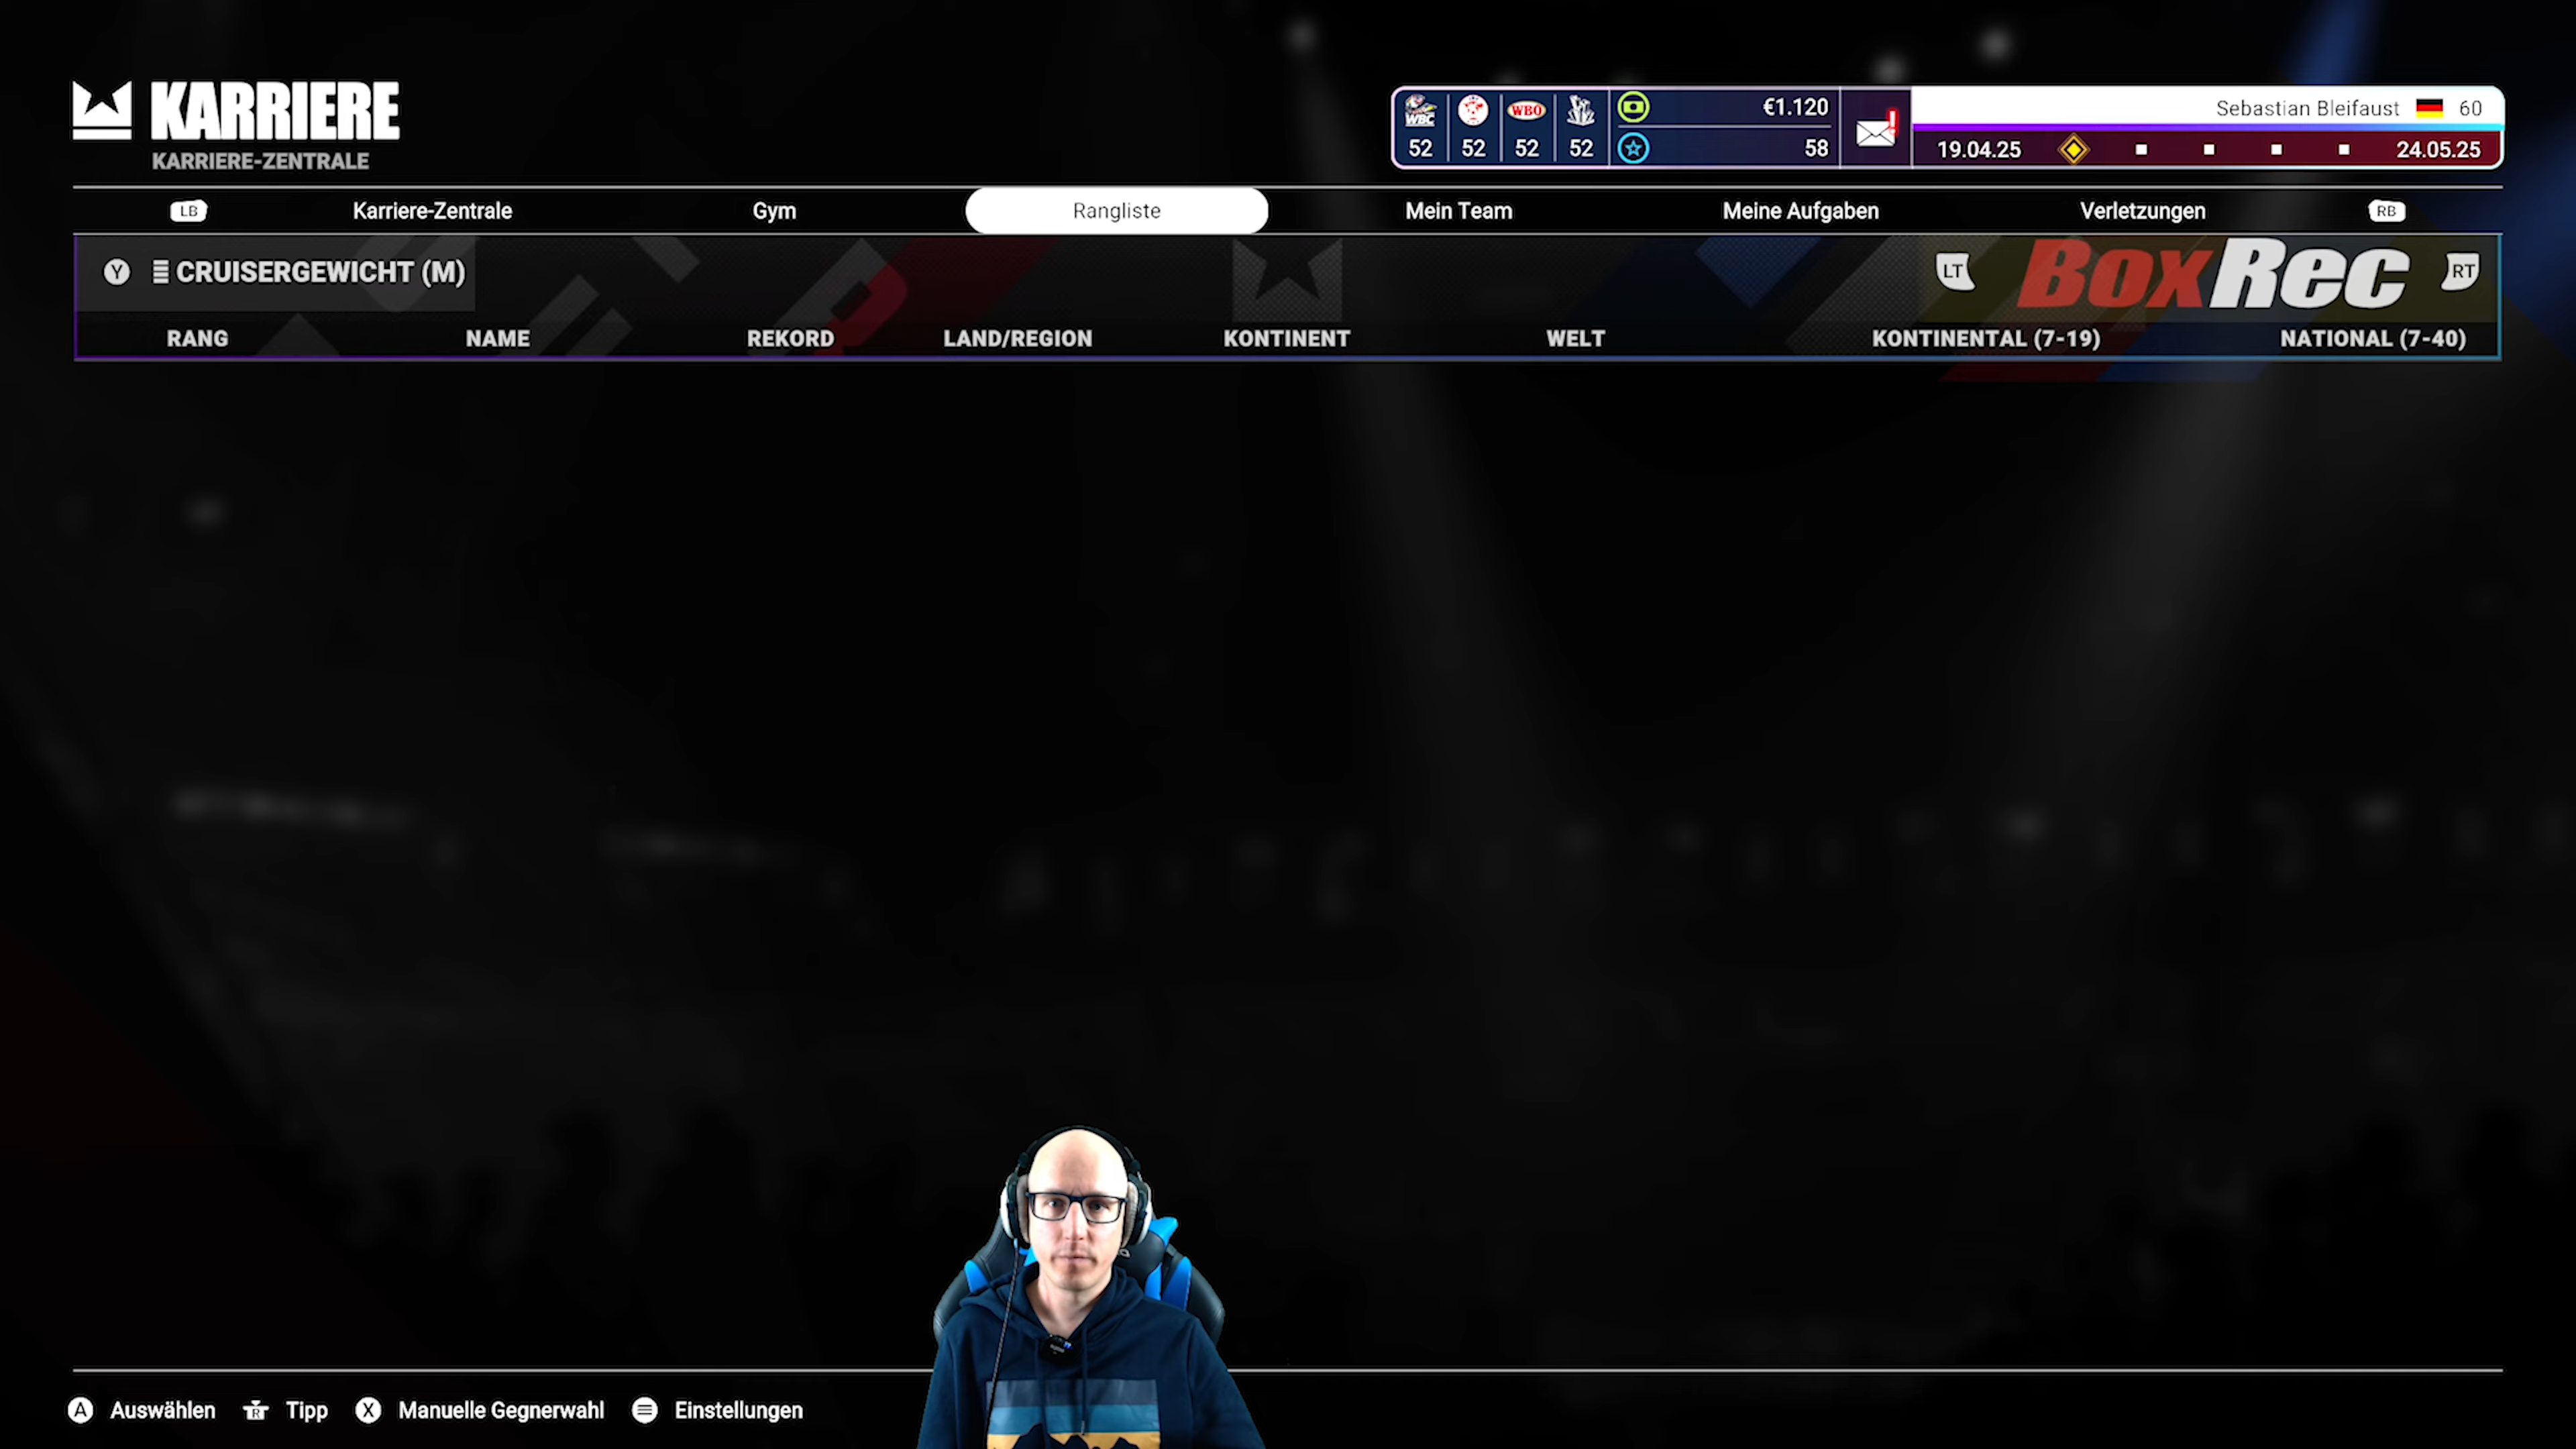 KARRIERE
KARRIERE-ZENTRALE
WBC WBO
52 52 52 52
€1.120
58
Sebastian Bleifaust 60
19.04.25 24.05.25
LB Karriere-Zentrale Gym Rangliste Mein Team Meine Aufgaben Verletzungen RB
Y CRUISERGEWICHT (M) LT BoxRec RT
RANG NAME REKORD LAND/REGION KONTINENT WELT KONTINENTAL (7-19) NATIONAL (7-40)
A Auswählen R Tipp X Manuelle Gegnerwahl Einstellungen